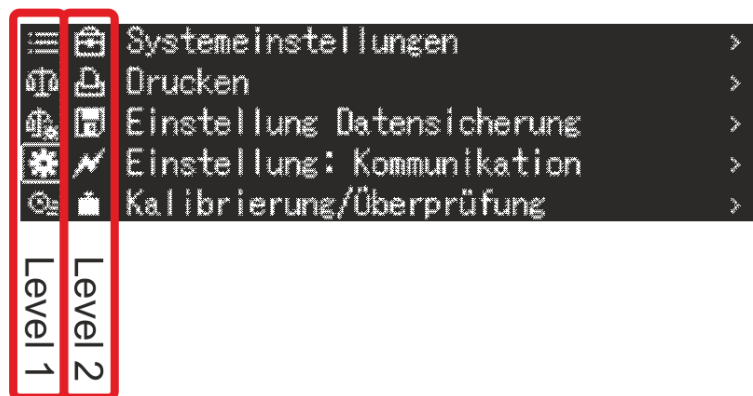 Systemeinstellungen >
Drucken >
Einstellung Datensicherung >
Einstellung: Kommunikation >
Kalibrierung/Überprüfung >
Level 1
Level 2